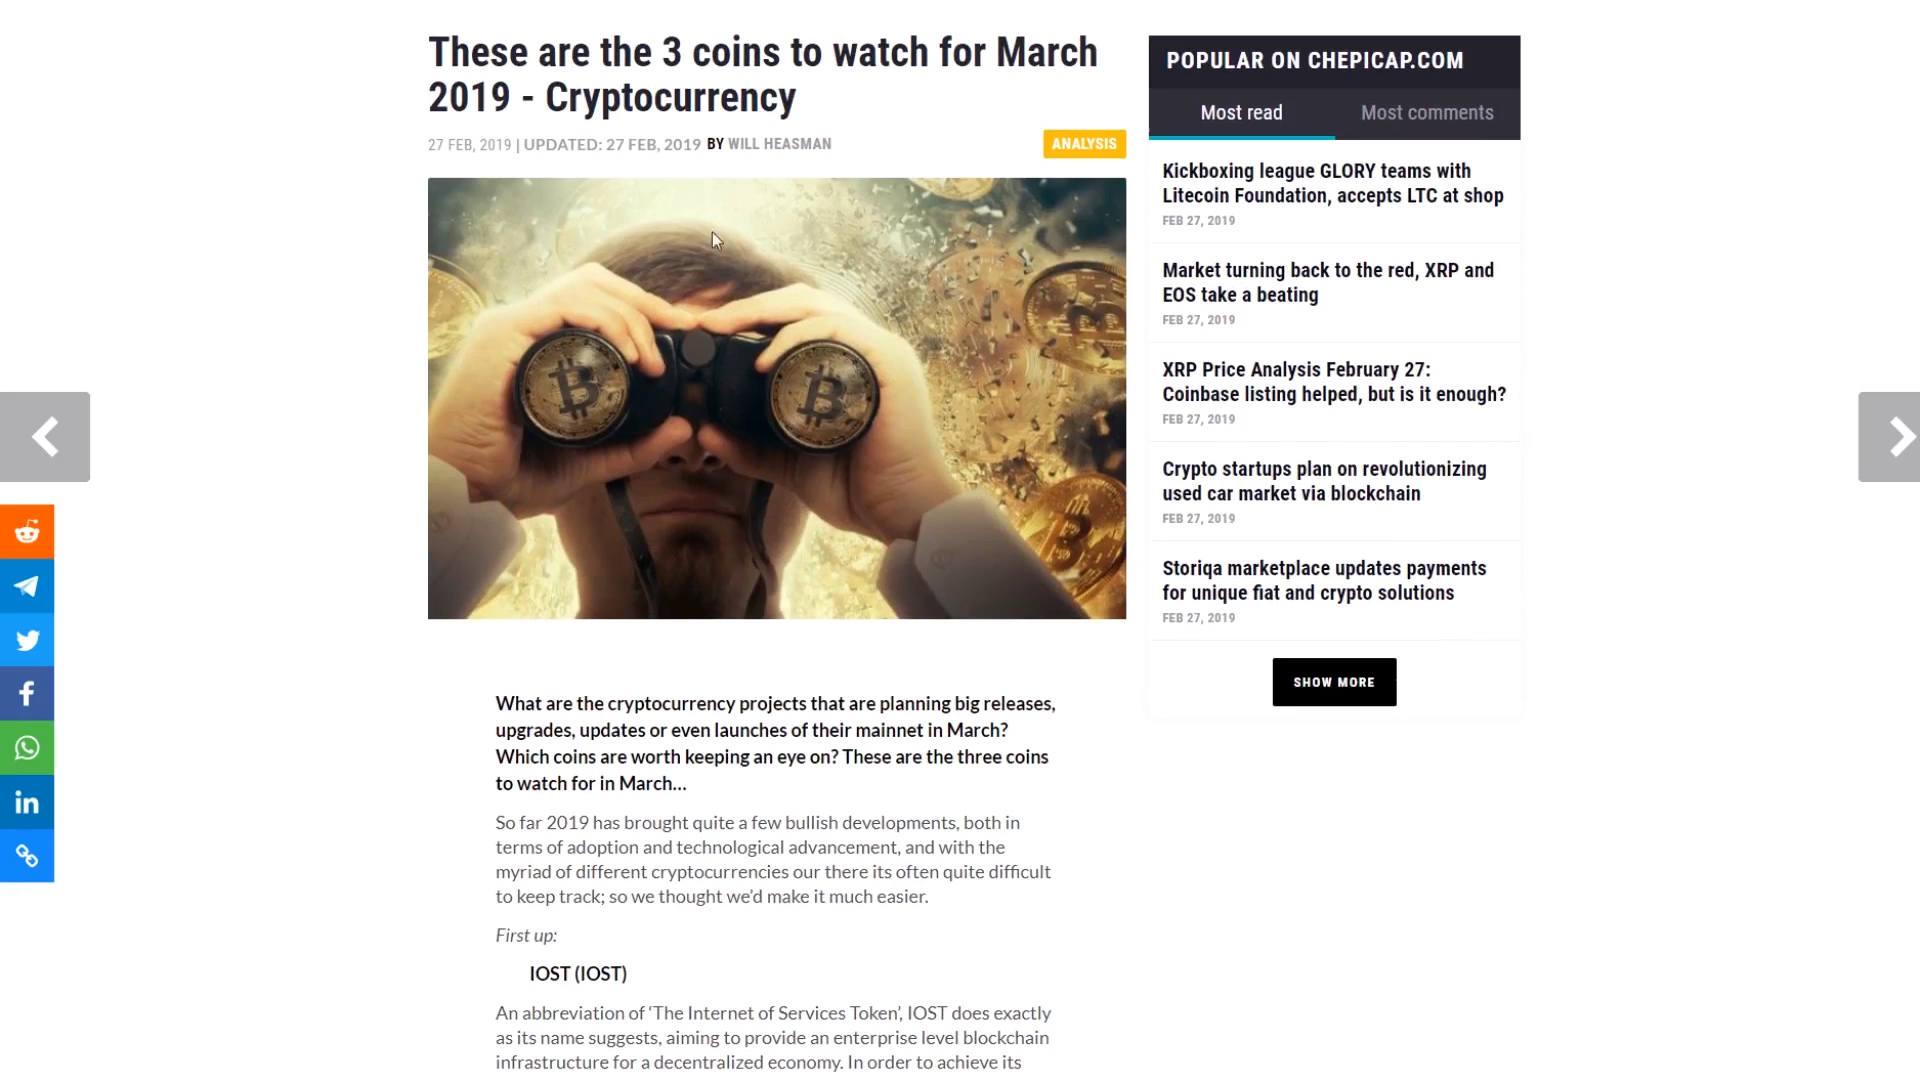 These are the 3 coins to watch for March
2019 - Cryptocurrency
27 FEB, 2019 | UPDATED: 27 FEB, 2019 BY WILL HEASMAN
ANALYSIS
What are the cryptocurrency projects that are planning big releases,
upgrades, updates or even launches of their mainnet in March?
Which coins are worth keeping an eye on? These are the three coins
to watch for in March...
So far 2019 has brought quite a few bullish developments, both in
terms of adoption and technological advancement, and with the
myriad of different cryptocurrencies our there its often quite difficult
to keep track; so we thought we'd make it much easier.
First up:
IOST (IOST)
An abbreviation of ‘The Internet of Services Token’, IOST does exactly
as its name suggests, aiming to provide an enterprise level blockchain
infrastructure for a decentralized economy. In order to achieve its
POPULAR ON CHEPICAP.COM
Most read
Most comments
Kickboxing league GLORY teams with
Litecoin Foundation, accepts LTC at shop
FEB 27, 2019
Market turning back to the red, XRP and
EOS take a beating
FEB 27, 2019
XRP Price Analysis February 27:
Coinbase listing helped, but is it enough?
FEB 27, 2019
Crypto startups plan on revolutionizing
used car market via blockchain
FEB 27, 2019
Storiqa marketplace updates payments
for unique fiat and crypto solutions
FEB 27, 2019
SHOW MORE